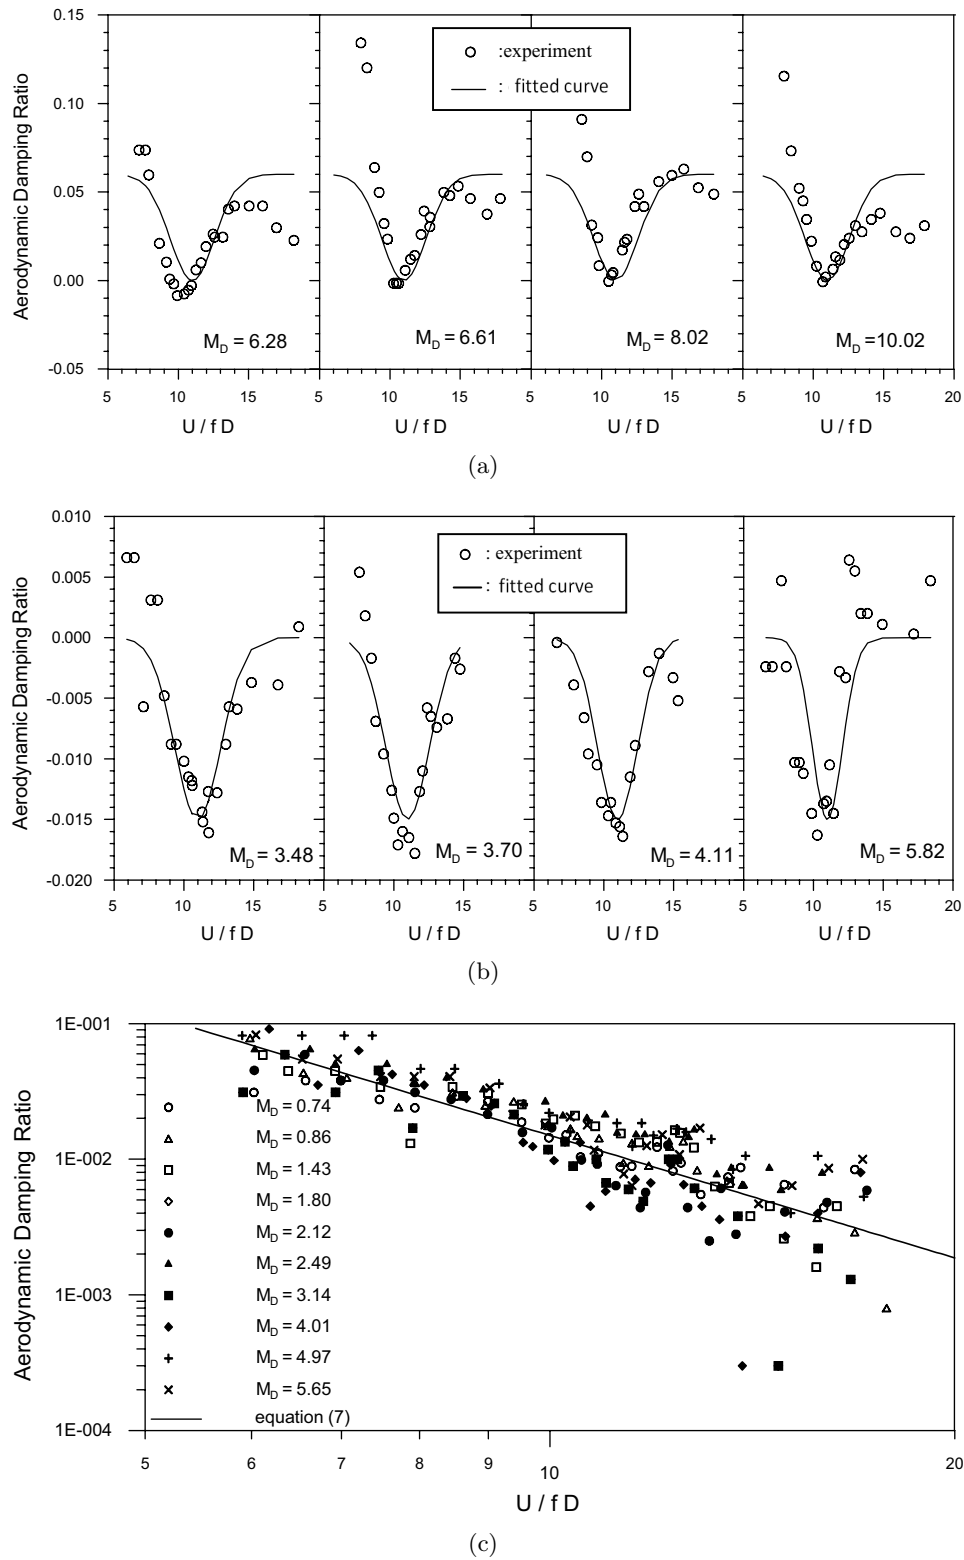 0.15
0.10
0.05
0.00
-0.05
Aerodynamic Damping Ratio
:experiment
: fitted curve
M_D = 6.28
M_D = 6.61
M_D = 8.02
M_D =10.02
5 10 15 5 10 15 5 10 15 5 10 15 20
U / f D U / f D U / f D U / f D
(a)
0.010
0.005
0.000
-0.005
-0.010
-0.015
-0.020
Aerodynamic Damping Ratio
: experiment
: fitted curve
M_D = 3.48
M_D = 3.70
M_D = 4.11
M_D = 5.82
5 10 15 5 10 15 5 10 15 5 10 15 20
U / f D U / f D U / f D U / f D
(b)
1E-001
1E-002
1E-003
1E-004
Aerodynamic Damping Ratio
M_D = 0.74
M_D = 0.86
M_D = 1.43
M_D = 1.80
M_D = 2.12
M_D = 2.49
M_D = 3.14
M_D = 4.01
M_D = 4.97
M_D = 5.65
equation (7)
5 6 7 8 9 10 20
U / f D
(c)